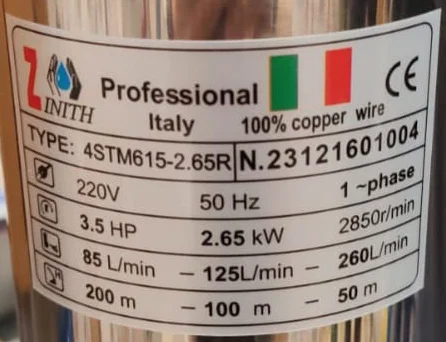 ZINITH
Professional
Italy
100% copper wire
CE
TYPE: 4STM615-2.65R N.23121601004
220V 50 Hz 1 ~phase
3.5 HP 2.65 kW 2850r/min
85 L/min - 125L/min - 260L/min
200 m - 100 m - 50 m